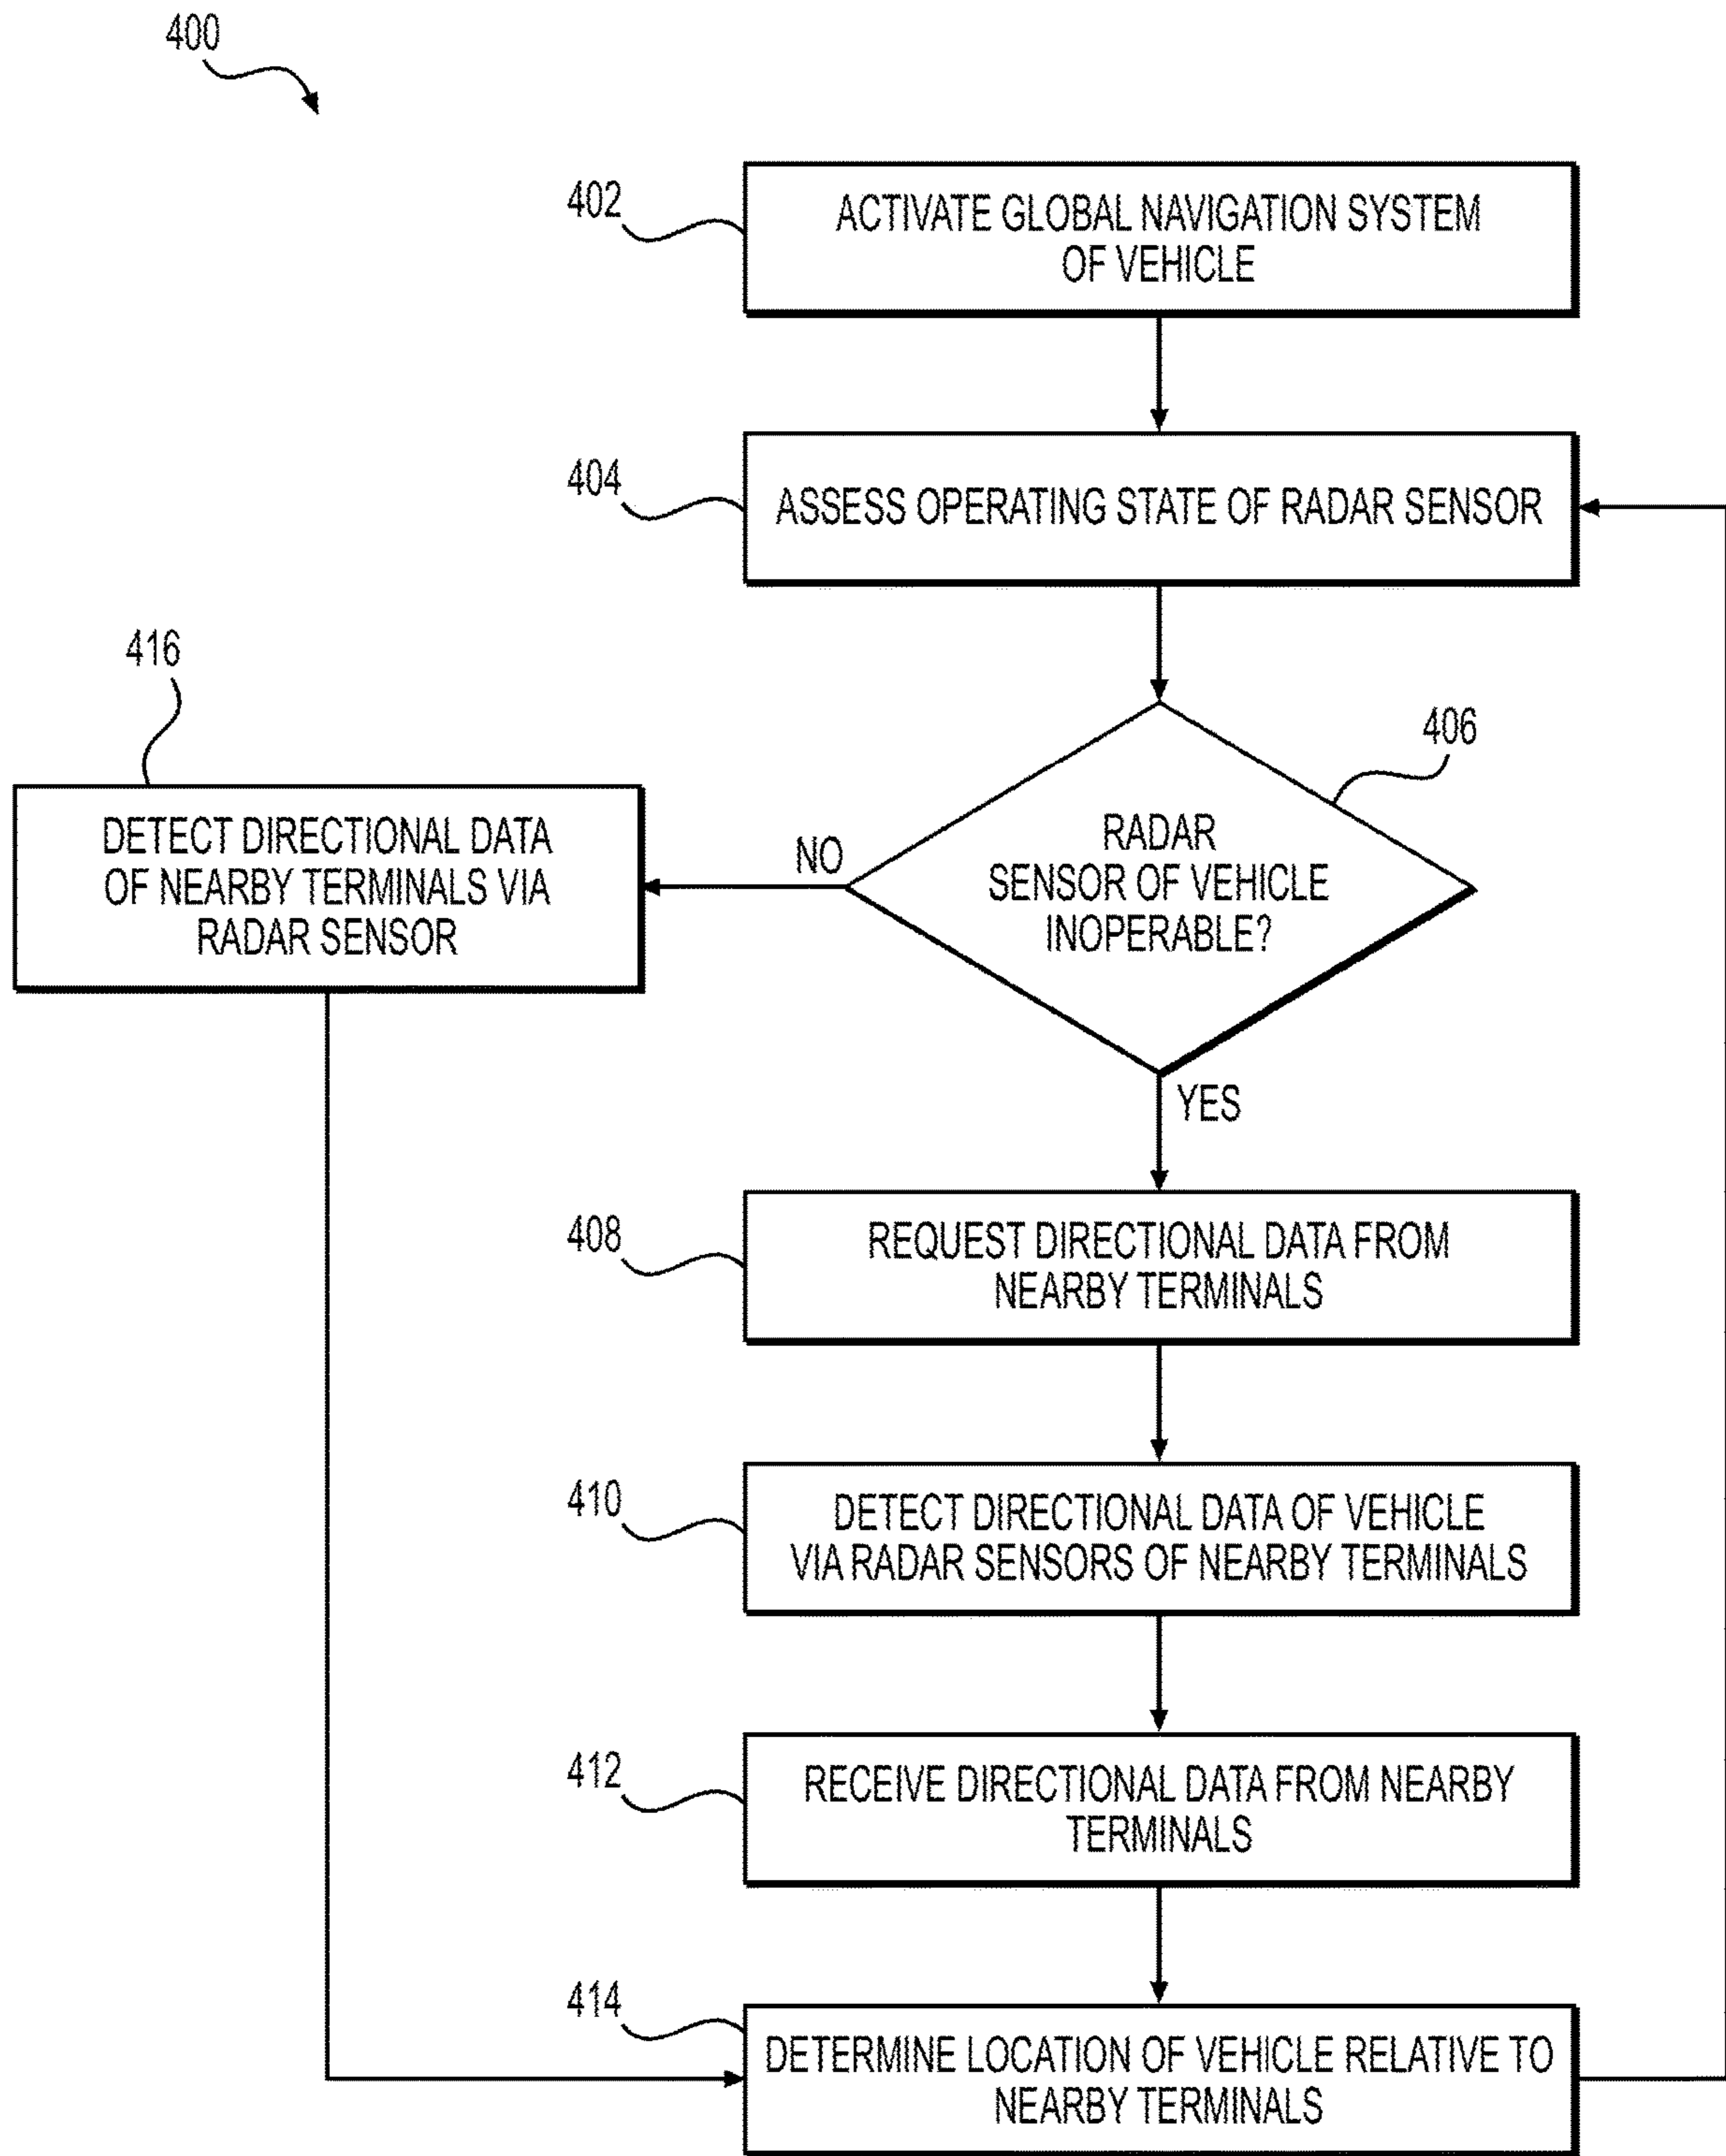 400
402
ACTIVATE GLOBAL NAVIGATION SYSTEM
OF VEHICLE
404
ASSESS OPERATING STATE OF RADAR SENSOR
416
DETECT DIRECTIONAL DATA
OF NEARBY TERMINALS VIA
RADAR SENSOR
NO
406
RADAR
SENSOR OF VEHICLE
INOPERABLE?
YES
408
REQUEST DIRECTIONAL DATA FROM
NEARBY TERMINALS
410
DETECT DIRECTIONAL DATA OF VEHICLE
VIA RADAR SENSORS OF NEARBY TERMINALS
412
RECEIVE DIRECTIONAL DATA FROM NEARBY
TERMINALS
414
DETERMINE LOCATION OF VEHICLE RELATIVE TO
NEARBY TERMINALS